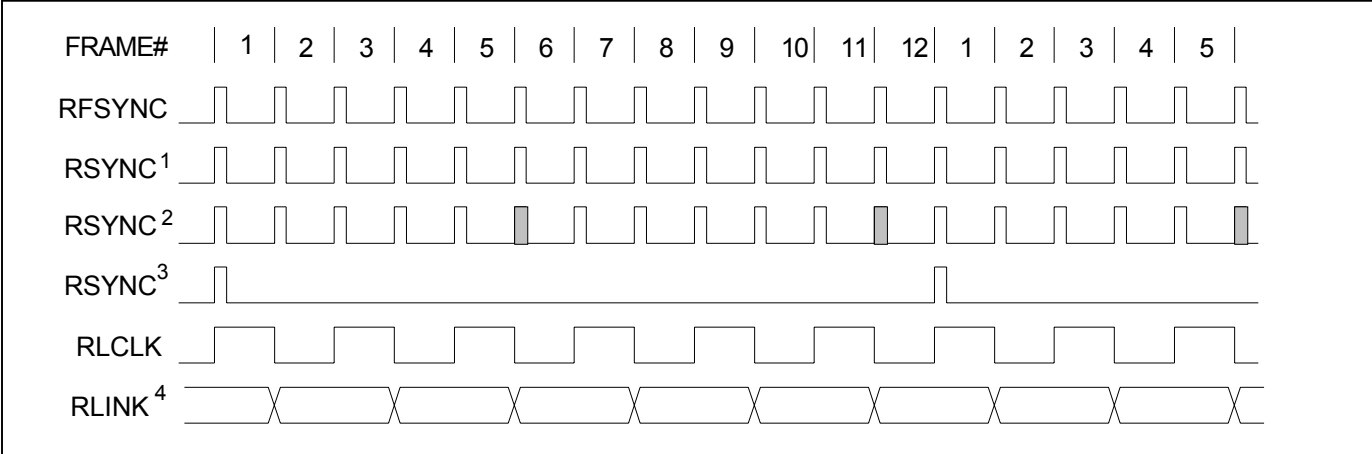 FRAME# 1 2 3 4 5 6 7 8 9 10 11 12 1 2 3 4 5
RFSYNC
RSYNC1
RSYNC2
RSYNC3
RLCLK
RLINK4